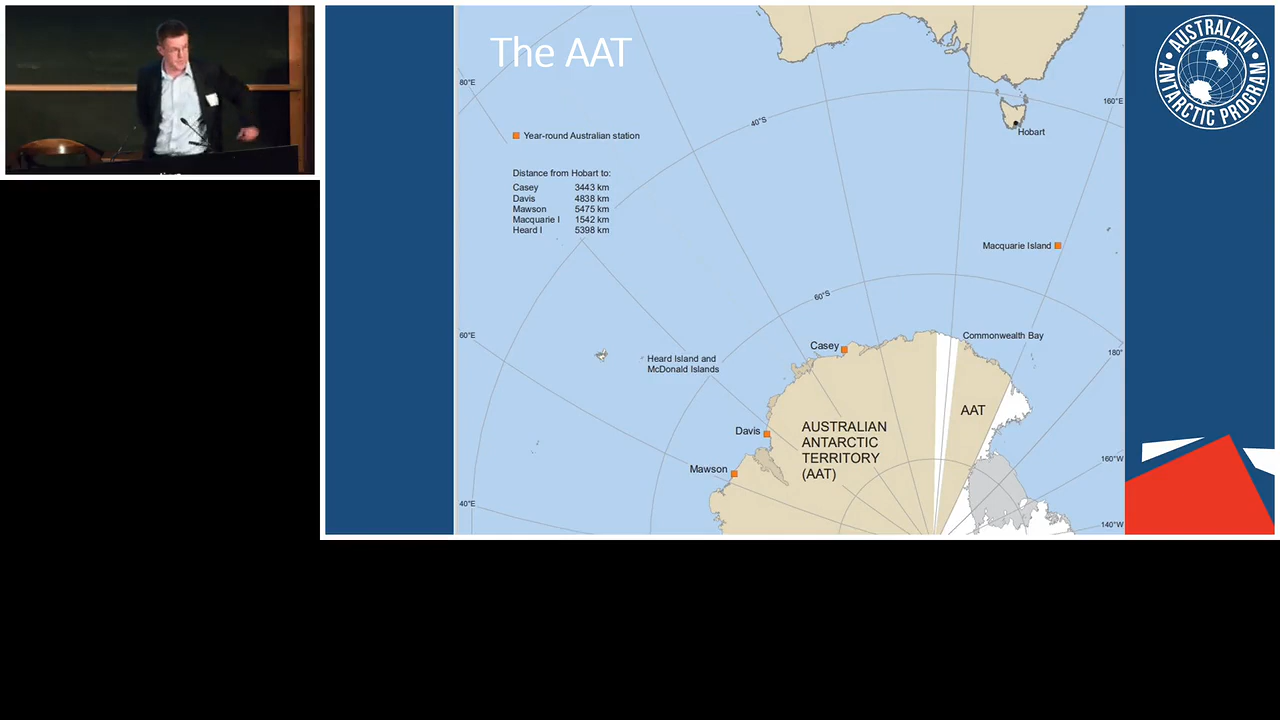 The AAT
80°E
160°E
40°S
Hobart
Year-round Australian station
Distance from Hobart to:
Casey 3443 km
Davis 4838 km
Mawson 5475 km
Macquarie I 1542 km
Heard I 5398 km
Macquarie Island
60°S
60°E
Commonwealth Bay
Casey
180°
Heard Island and
McDonald Islands
AAT
AUSTRALIAN
ANTARCTIC
TERRITORY
(AAT)
Davis
Mawson
160°W
40°E
140°W
AUSTRALIAN
ANTARCTIC PROGRAM